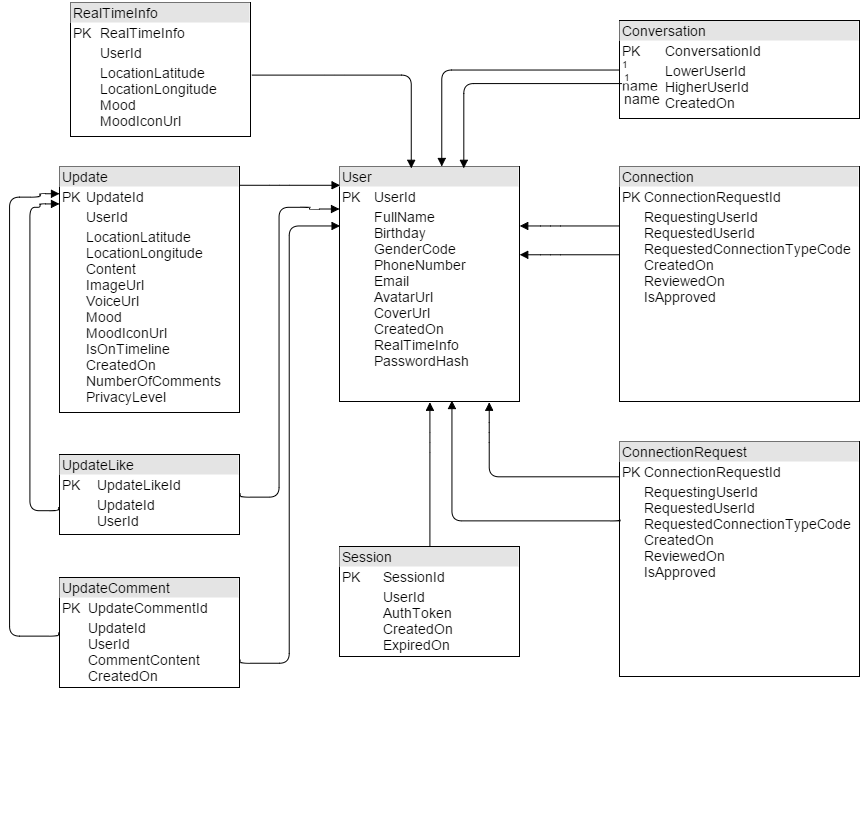 RealTimeInfo
PK RealTimeInfo
UserId
LocationLatitude
LocationLongitude
Mood
MoodIconUrl
Conversation
PK ConversationId
1
LowerUserId
1
name HigherUserId
name CreatedOn
Update
PK UpdateId
UserId
LocationLatitude
LocationLongitude
Content
ImageUrl
VoiceUrl
Mood
MoodIconUrl
IsOnTimeline
CreatedOn
NumberOfComments
PrivacyLevel
User
PK UserId
FullName
Birthday
GenderCode
PhoneNumber
Email
AvatarUrl
CoverUrl
CreatedOn
RealTimeInfo
PasswordHash
Connection
PK ConnectionRequestId
RequestingUserId
RequestedUserId
RequestedConnectionTypeCode
CreatedOn
ReviewedOn
IsApproved
UpdateLike
PK UpdateLikeId
UpdateId
UserId
ConnectionRequest
PK ConnectionRequestId
RequestingUserId
RequestedUserId
RequestedConnectionTypeCode
CreatedOn
ReviewedOn
IsApproved
Session
PK SessionId
UserId
AuthToken
CreatedOn
ExpiredOn
UpdateComment
PK UpdateCommentId
UpdateId
UserId
CommentContent
CreatedOn